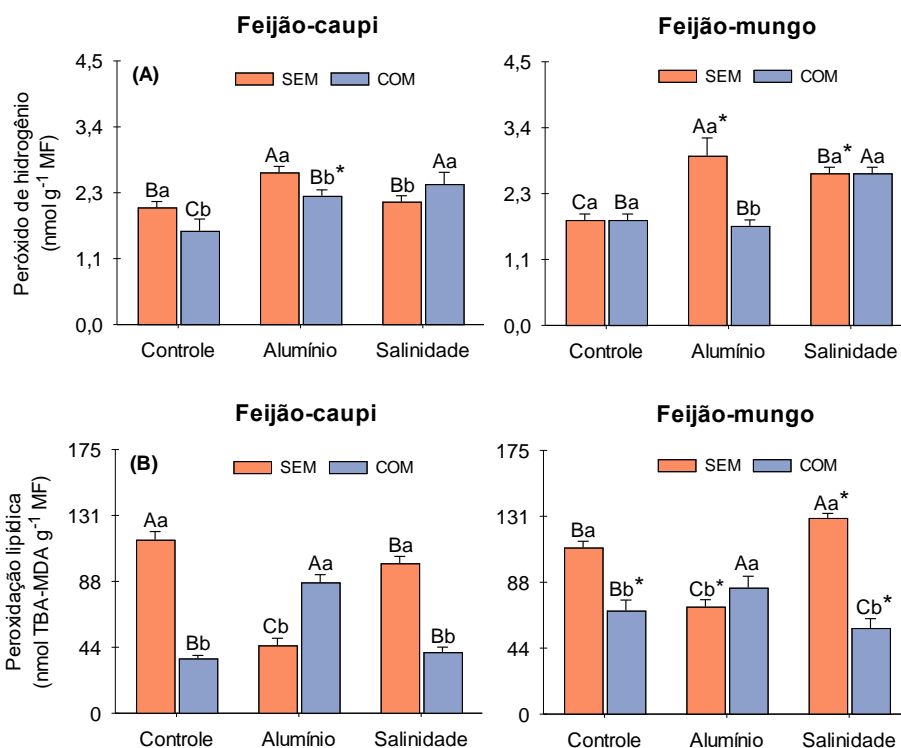 Feijão-caupi
Feijão-mungo
Peróxido de hidrogênio
(nmol g-1 MF)
4,5
3,4
2,3
1,1
0,0
(A)
SEM COM
Ba Cb Aa Bb* Bb Aa
Controle Alumínio Salinidade
4,5
3,4
2,3
1,1
0,0
SEM COM
Ca Ba Aa* Bb Ba* Aa
Controle Alumínio Salinidade
Feijão-caupi
Feijão-mungo
Peroxidação lipídica
(nmol TBA-MDA g-1 MF)
175
131
88
44
0
(B)
SEM COM
Aa Bb Cb Aa Ba Bb
Controle Alumínio Salinidade
175
131
88
44
0
SEM COM
Ba Bb* Cb* Aa Aa* Cb*
Controle Alumínio Salinidade